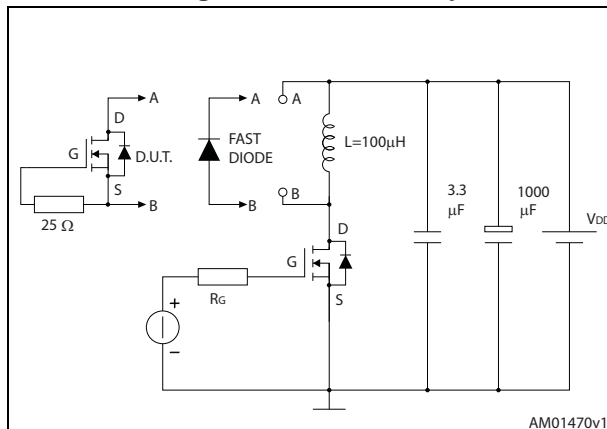 A
D
G
D.U.T.
S
B
25 Ω
A
FAST
DIODE
B
A
L=100μH
B
D
G
S
RG
+
–
3.3
μF
1000
μF
VDD
AM01470v1